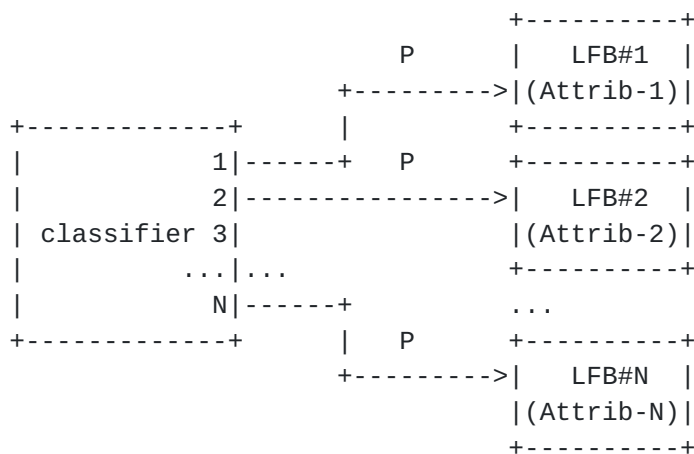 +----------+
                          P      |   LFB#1  |
                      +--------->|(Attrib-1)|
+-------------+       |          +----------+
|            1|------+   P      +----------+
|            2|---------------->|   LFB#2  |
| classifier 3|                 |(Attrib-2)|
|          ...|...              +----------+
|            N|------+          ...
+-------------+       |   P      +----------+
                      +--------->|   LFB#N  |
                                 |(Attrib-N)|
                                 +----------+